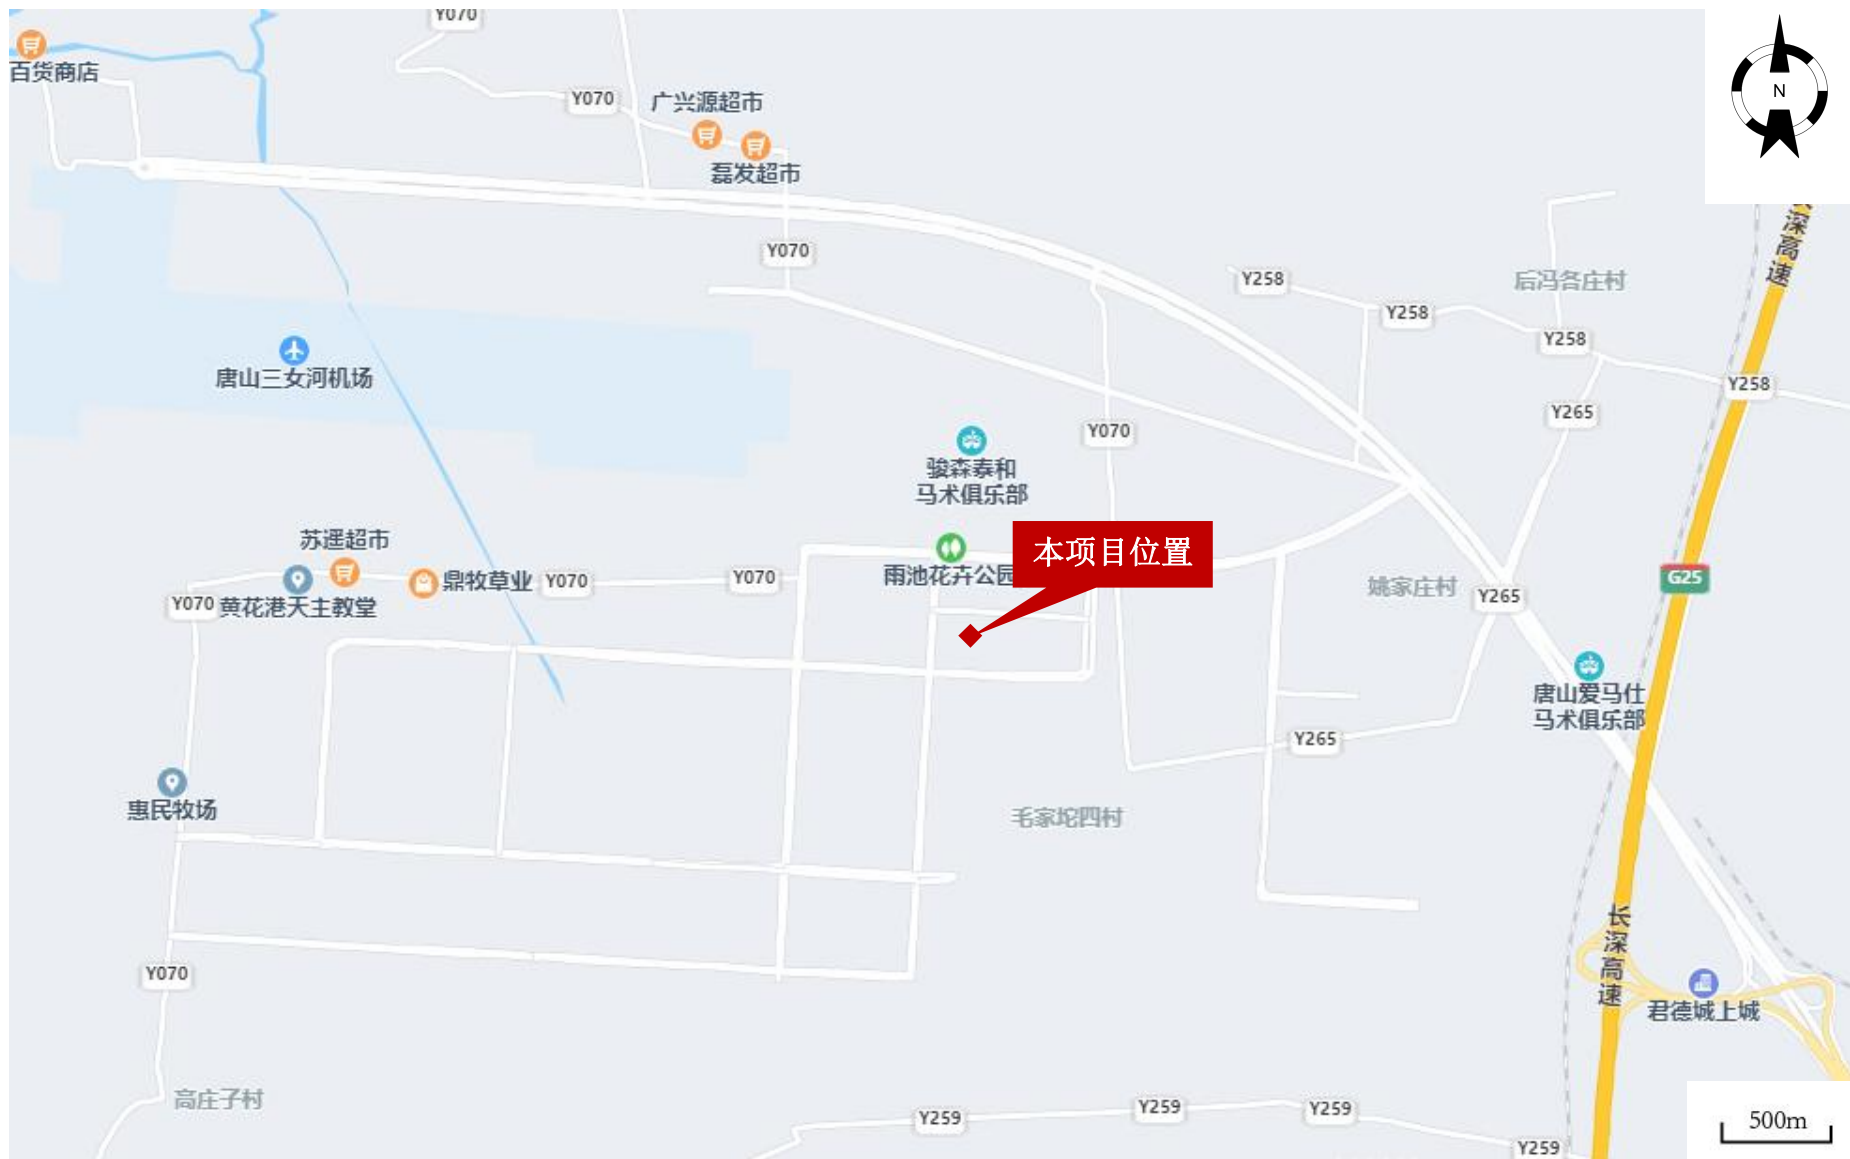 Y070
百货商店
N
Y070
广兴源超市
磊发超市
深高速
Y070
Y258
后冯各庄村
Y258
Y258
唐山三女河机场
Y258
Y265
Y070
骏森泰和
马术俱乐部
苏遥超市
本项目位置
鼎牧草业
Y070
Y070
雨池花卉公园
G25
姚家庄村
Y265
Y070
黄花港天主教堂
唐山爱马仕
马术俱乐部
Y265
惠民牧场
毛家坨四村
长深高速
Y070
君德城上城
高庄子村
Y259
Y259
Y259
500m
Y259